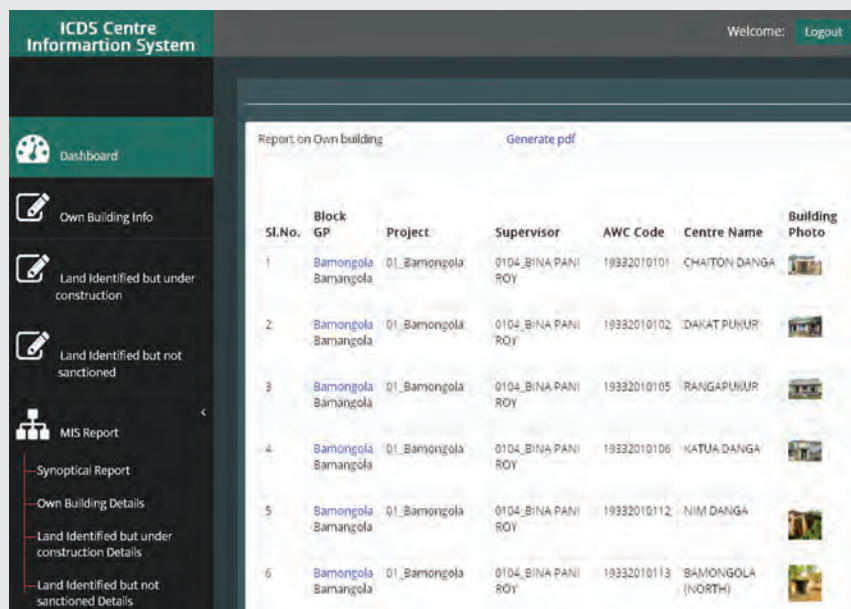 ICDS Centre
Informartion System
Welcome:
Logout
Dashboard
Own Building Info
Land Identified but under
construction
Land Identified but not
sanctioned
MIS Report
Synoptical Report
Own Building Details
Land Identified but under
construction Details
Land Identified but not
sanctioned Details
Report on Own building
Generate pdf
Sl.No. Block GP Project Supervisor AWC Code Centre Name Building Photo
1 Bamongola 01_Bamongola 0104_BINA PANI 19332010101 CHAITON DANGA
Bamangola ROY
2 Bamongola 01_Bamongola 0104_BINA PANI 19332010102 DAKAT PUKUR
Bamangola ROY
3 Bamongola 01_Bamongola 0104_BINA PANI 19332010105 RANGAPUKUR
Bamangola ROY
4 Bamongola 01_Bamongola 0104_BINA PANI 19332010106 KATUA DANGA
Bamangola ROY
5 Bamongola 01_Bamongola 0104_BINA PANI 19332010112 NIM DANGA
Bamangola ROY
6 Bamongola 01_Bamongola 0104_BINA PANI 19332010113 BAMONGOLA
Bamangola ROY (NORTH)